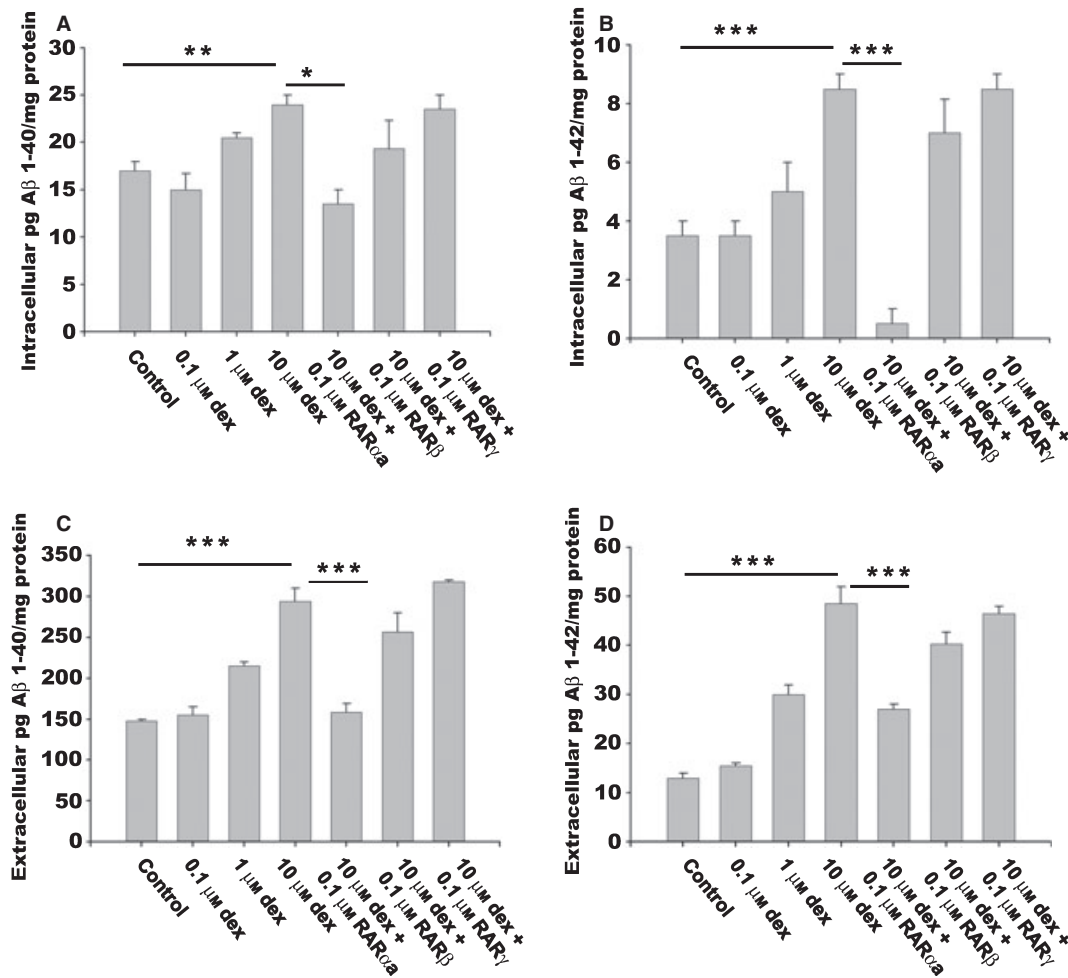 A
Intracellular pg Aβ 1-40/mg protein
30
25
20
15
10
5
0
**
*
Control
0.1 μM dex
1 μM dex
10 μM dex
10 μM dex +
0.1 μM RARαa
10 μM dex +
0.1 μM RARβ
10 μM dex +
0.1 μM RARγ
B
Intracellular pg Aβ 1-42/mg protein
10
8
6
4
2
0
***
***
Control
0.1 μM dex
1 μM dex
10 μM dex
10 μM dex +
0.1 μM RARαa
10 μM dex +
0.1 μM RARβ
10 μM dex +
0.1 μM RARγ
C
Extracellular pg Aβ 1-40/mg protein
350
300
250
200
150
100
50
0
***
***
Control
0.1 μM dex
1 μM dex
10 μM dex
10 μM dex +
0.1 μM RARαa
10 μM dex +
0.1 μM RARβ
10 μM dex +
0.1 μM RARγ
D
Extracellular pg Aβ 1-42/mg protein
60
50
40
30
20
10
0
***
***
Control
0.1 μM dex
1 μM dex
10 μM dex
10 μM dex +
0.1 μM RARαa
10 μM dex +
0.1 μM RARβ
10 μM dex +
0.1 μM RARγ